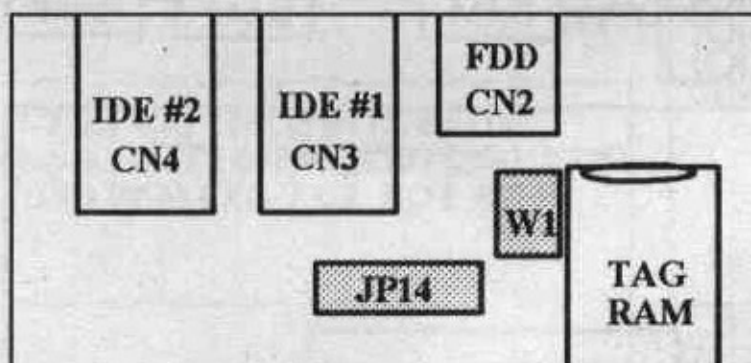 IDE #2
CN4
IDE #1
CN3
FDD
CN2
W1
JP14
TAG
RAM